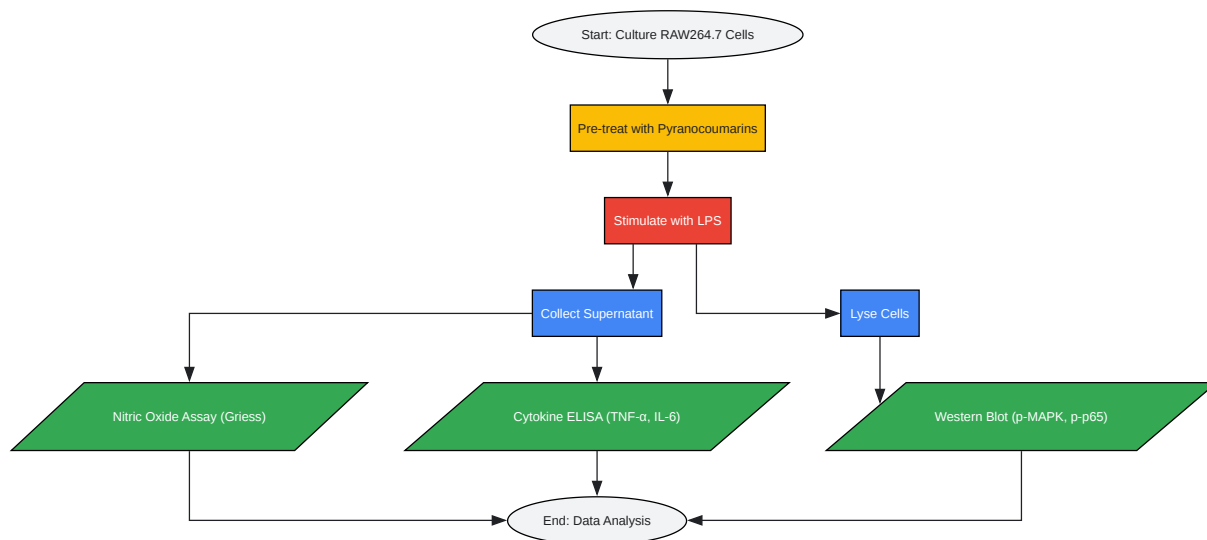 Start: Culture RAW264.7 Cells
Pre-treat with Pyranocoumarins
Stimulate with LPS
Collect Supernatant
Lyse Cells
Nitric Oxide Assay (Griess)
Cytokine ELISA (TNF-α, IL-6)
Western Blot (p-MAPK, p-p65)
End: Data Analysis